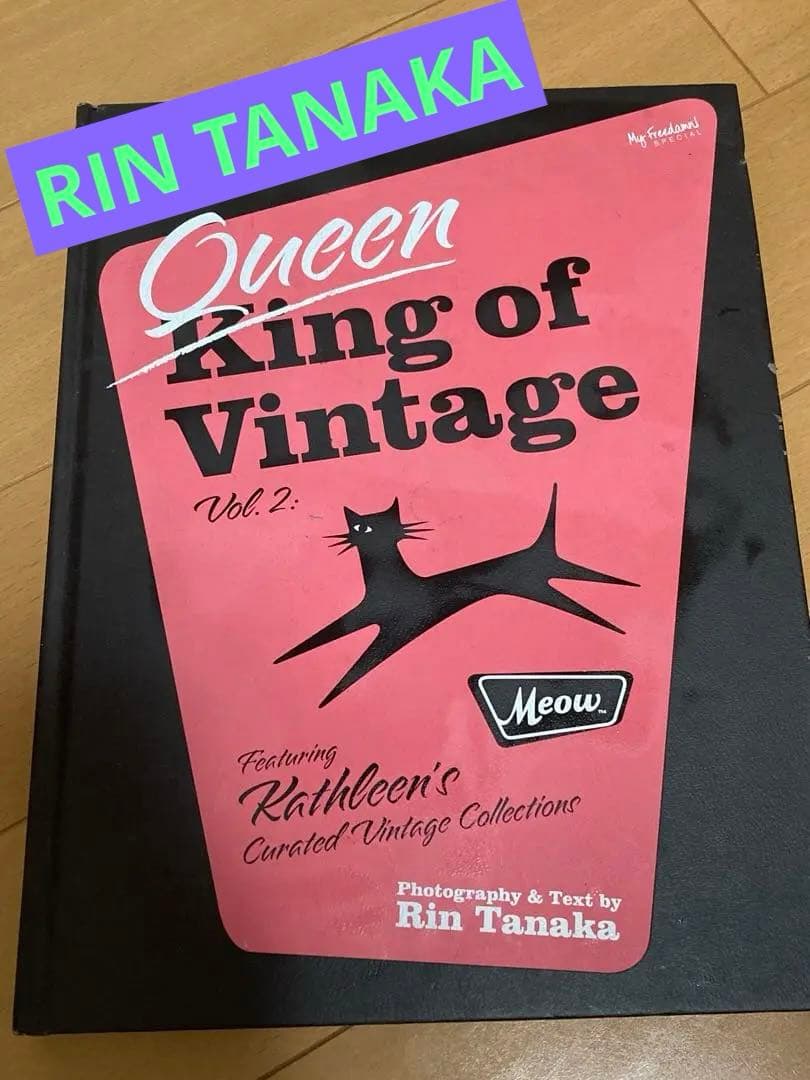 RIN TANAKA
My Freedamn!
SPECIAL
Queen
King of
Vintage
Vol. 2:
Meow™
Featuring
Kathleen's
Curated Vintage Collections
Photography & Text by
Rin Tanaka